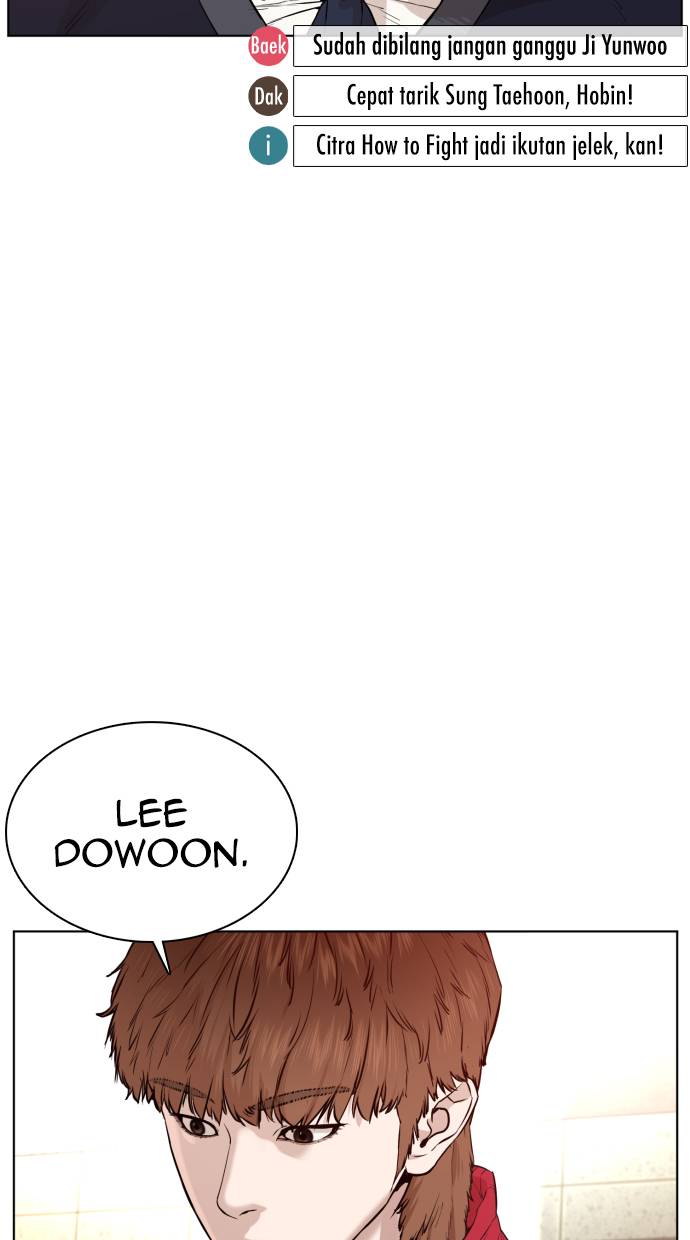 Baek Sudah dibilang jangan ganggu Ji Yunwoo
Dak Cepat tarik Sung Taehoon, Hobin!
i Citra How to Fight jadi ikutan jelek, kan!
LEE
DOWOON.